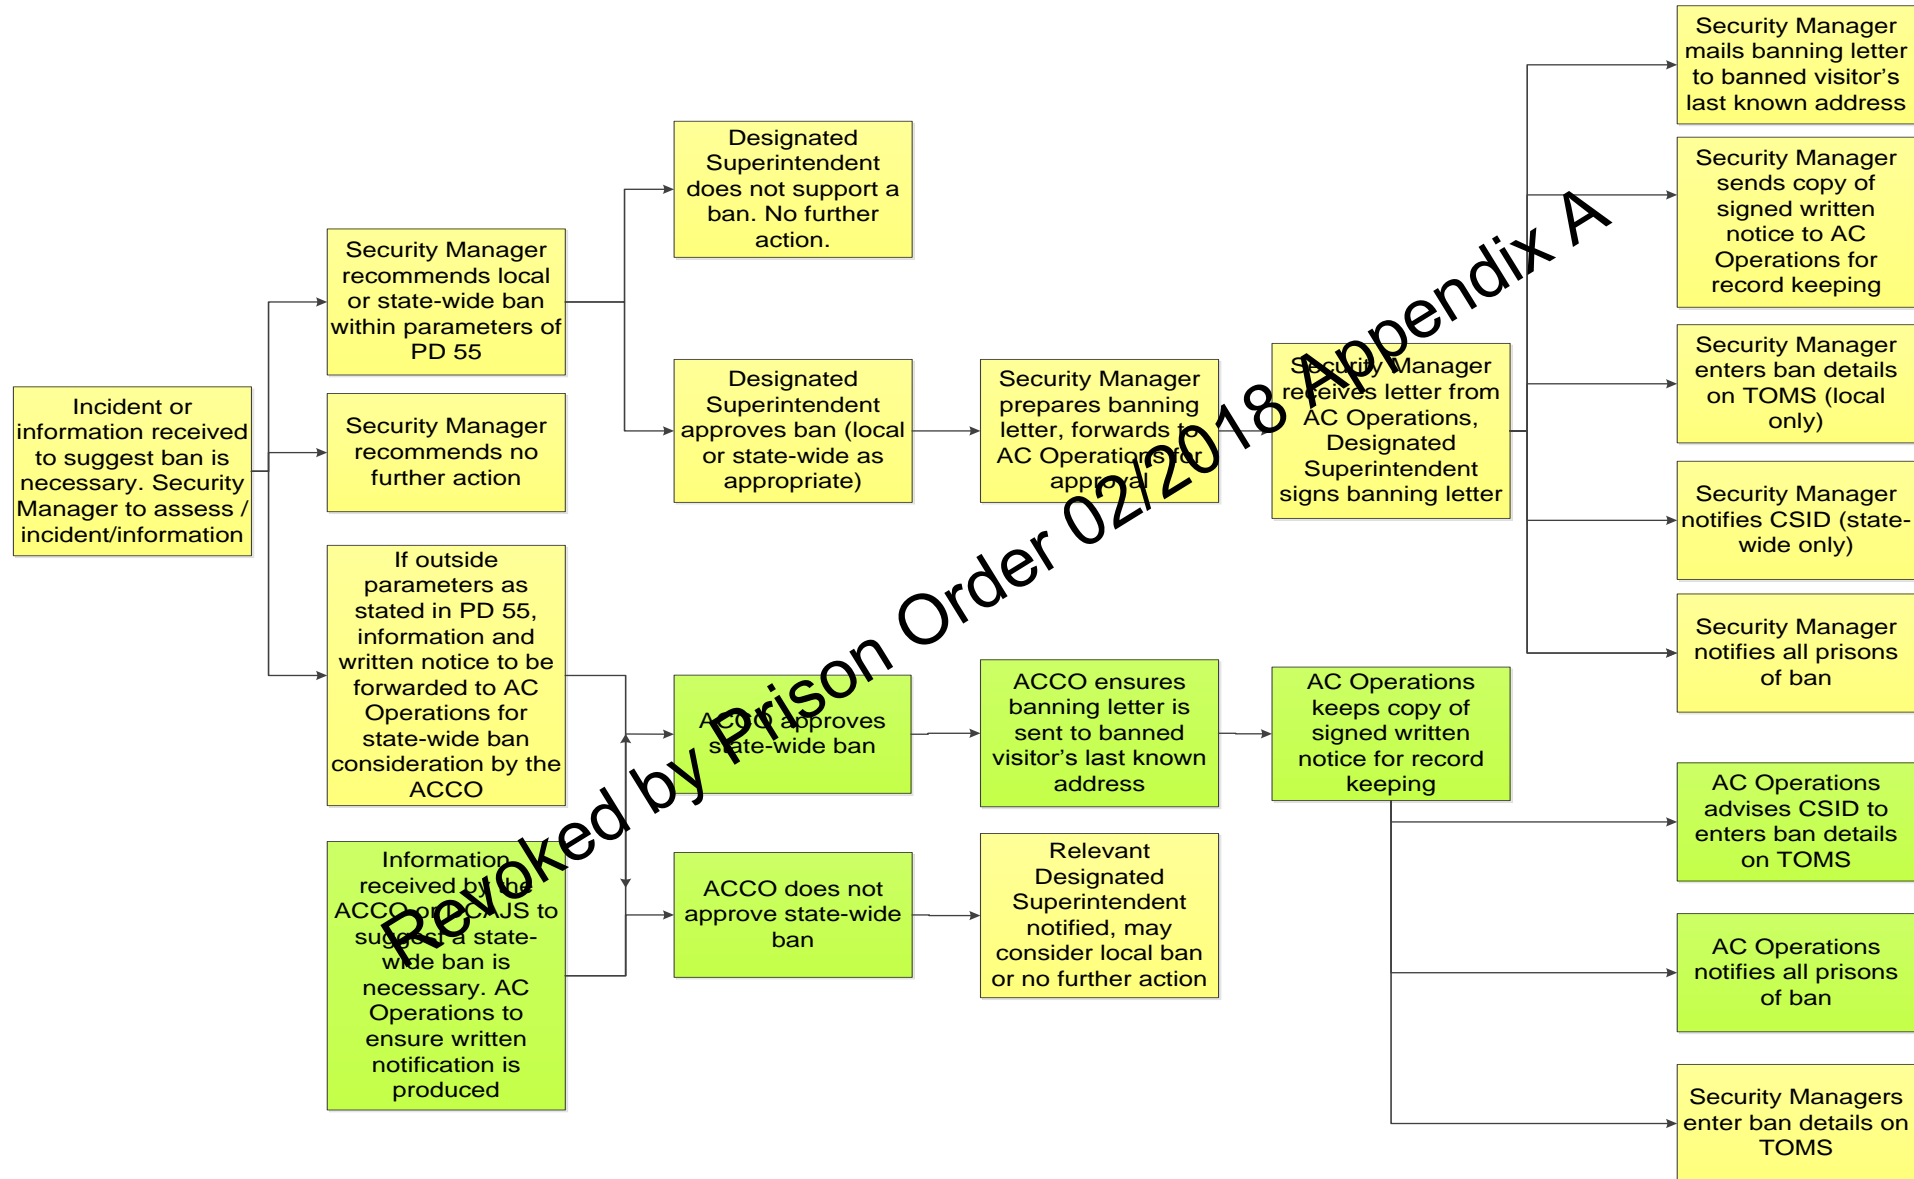 Incident or
information received
to suggest ban is
necessary. Security
Manager to assess /
incident/information
Security Manager
recommends local
or state-wide ban
within parameters of
PD 55
Security Manager
recommends no
further action
If outside
parameters as
stated in PD 55,
information and
written notice to be
forwarded to AC
Operations for
state-wide ban
consideration by the
ACCO
Information
received by the
ACCO or DCAJS to
suggest a state-
wide ban is
necessary. AC
Operations to
ensure written
notification is
produced
Designated
Superintendent
does not support a
ban. No further
action.
Designated
Superintendent
approves ban (local
or state-wide as
appropriate)
ACCO approves
state-wide ban
ACCO does not
approve state-wide
ban
Security Manager
prepares banning
letter, forwards to
AC Operations for
approval
ACCO ensures
banning letter is
sent to banned
visitor's last known
address
Relevant
Designated
Superintendent
notified, may
consider local ban
or no further action
Security Manager
receives letter from
AC Operations,
Designated
Superintendent
signs banning letter
AC Operations
keeps copy of
signed written
notice for record
keeping
Security Manager
mails banning letter
to banned visitor's
last known address
Security Manager
sends copy of
signed written
notice to AC
Operations for
record keeping
Security Manager
enters ban details
on TOMS (local
only)
Security Manager
notifies CSID (state-
wide only)
Security Manager
notifies all prisons
of ban
AC Operations
advises CSID to
enters ban details
on TOMS
AC Operations
notifies all prisons
of ban
Security Managers
enter ban details on
TOMS
Revoked by Prison Order 02/2018 Appendix A